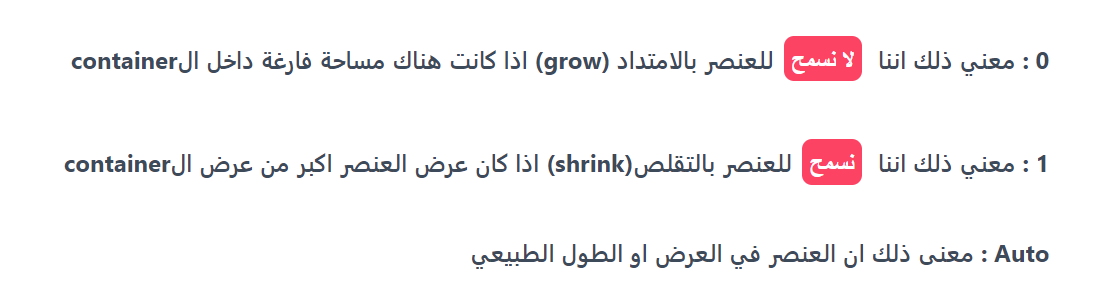 0 : معني ذلك اننا لا نسمح للعنصر بالامتداد (grow) اذا كانت هناك مساحة فارغة داخل الcontainer
1 : معني ذلك اننا نسمح للعنصر بالتقلص(shrink) اذا كان عرض العنصر اكبر من عرض الcontainer
Auto : معنى ذلك ان العنصر في العرض او الطول الطبيعي